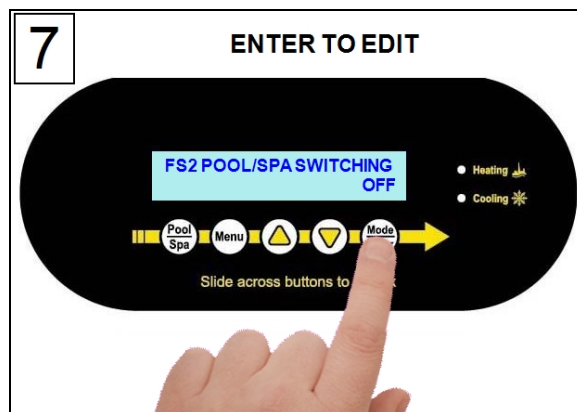 7
ENTER TO EDIT
FS2 POOL/SPA SWITCHING
OFF
Heating
Cooling
Pool
Spa
Menu
Mode
Slide across buttons to